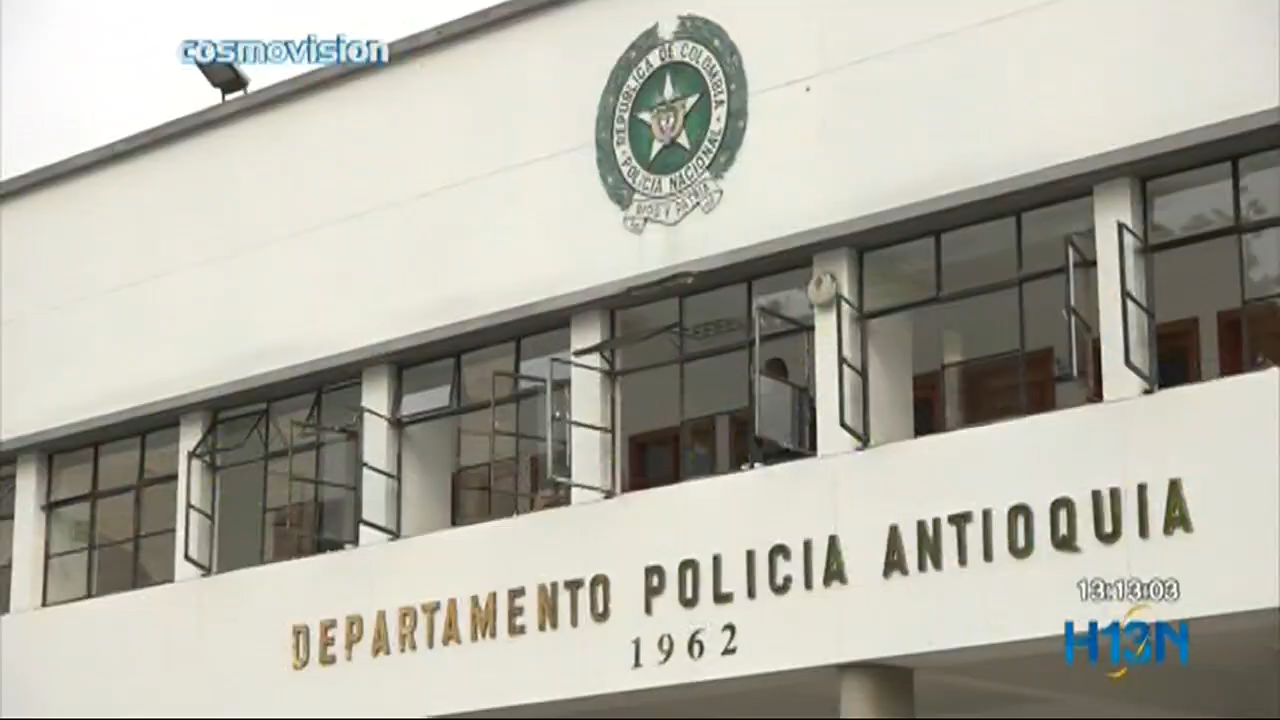 cosmovision
REPUBLICA DE COLOMBIA
POLICIA NACIONAL
DIOS Y PATRIA
DEPARTAMENTO POLICIA ANTIOQUIA
1962
13:13:03
H13N